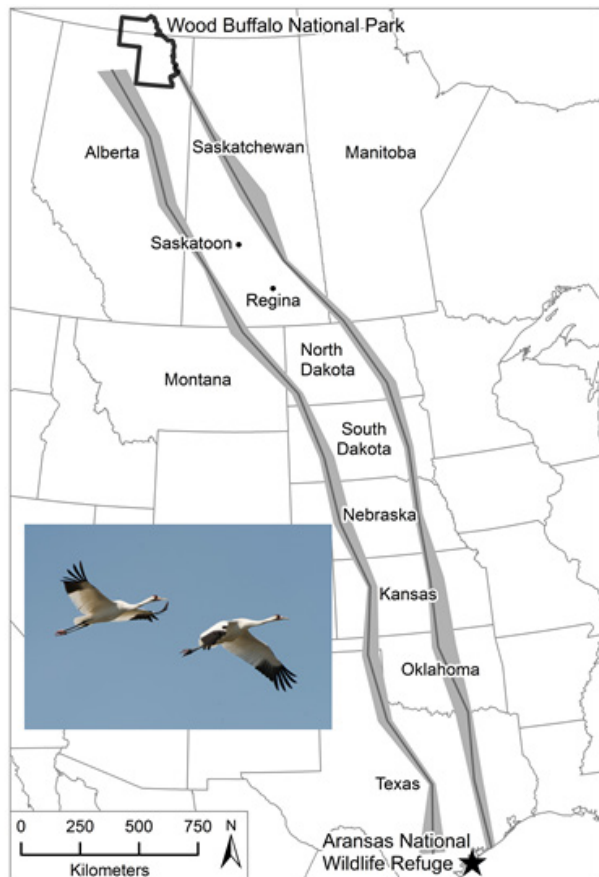 Wood Buffalo National Park
Alberta
Saskatchewan
Manitoba
Saskatoon
Regina
Montana
North
Dakota
South
Dakota
Nebraska
Kansas
Oklahoma
Texas
Aransas National
Wildlife Refuge
0 250 500 750
Kilometers
N